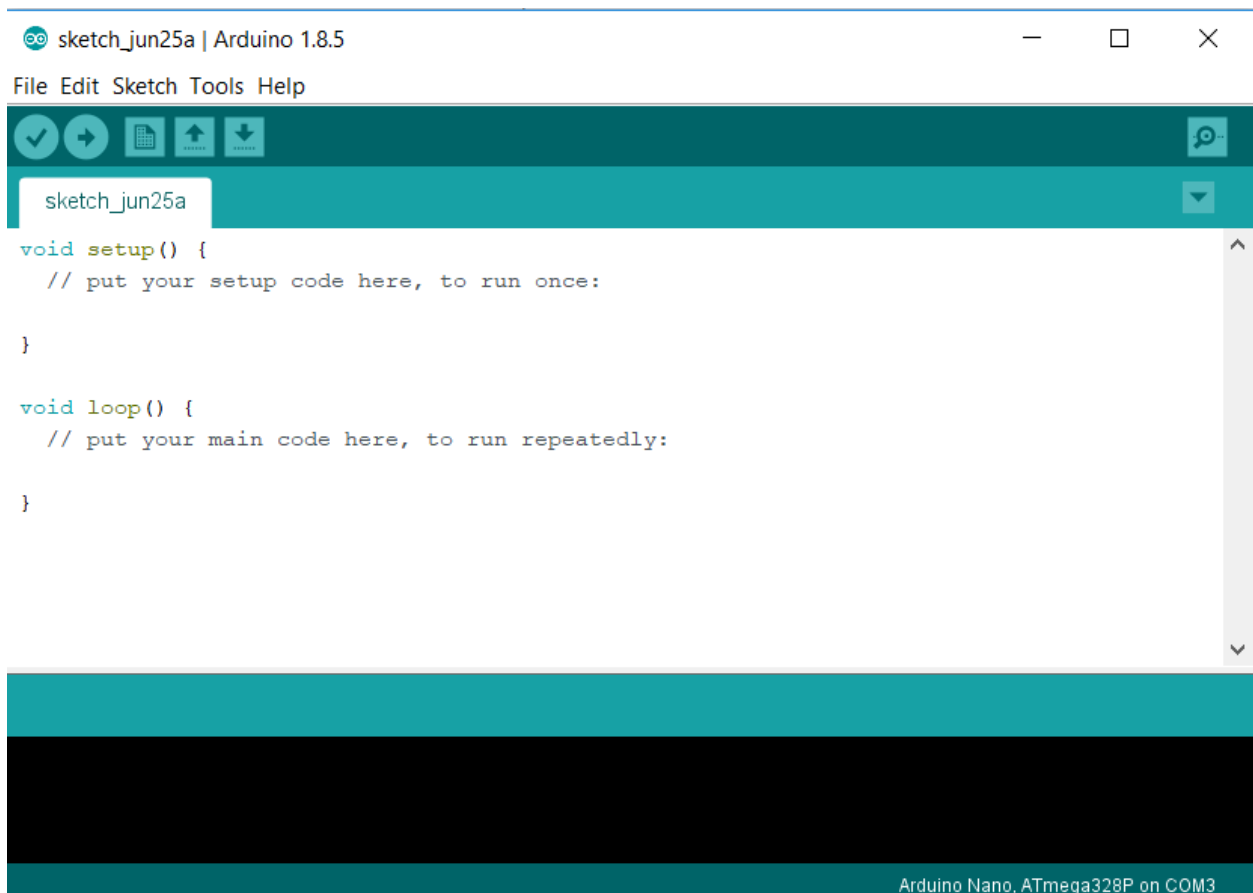 sketch_jun25a | Arduino 1.8.5
File Edit Sketch Tools Help
sketch_jun25a
void setup() {
  // put your setup code here, to run once:
}
void loop() {
  // put your main code here, to run repeatedly:
}
Arduino Nano, ATmega328P on COM3